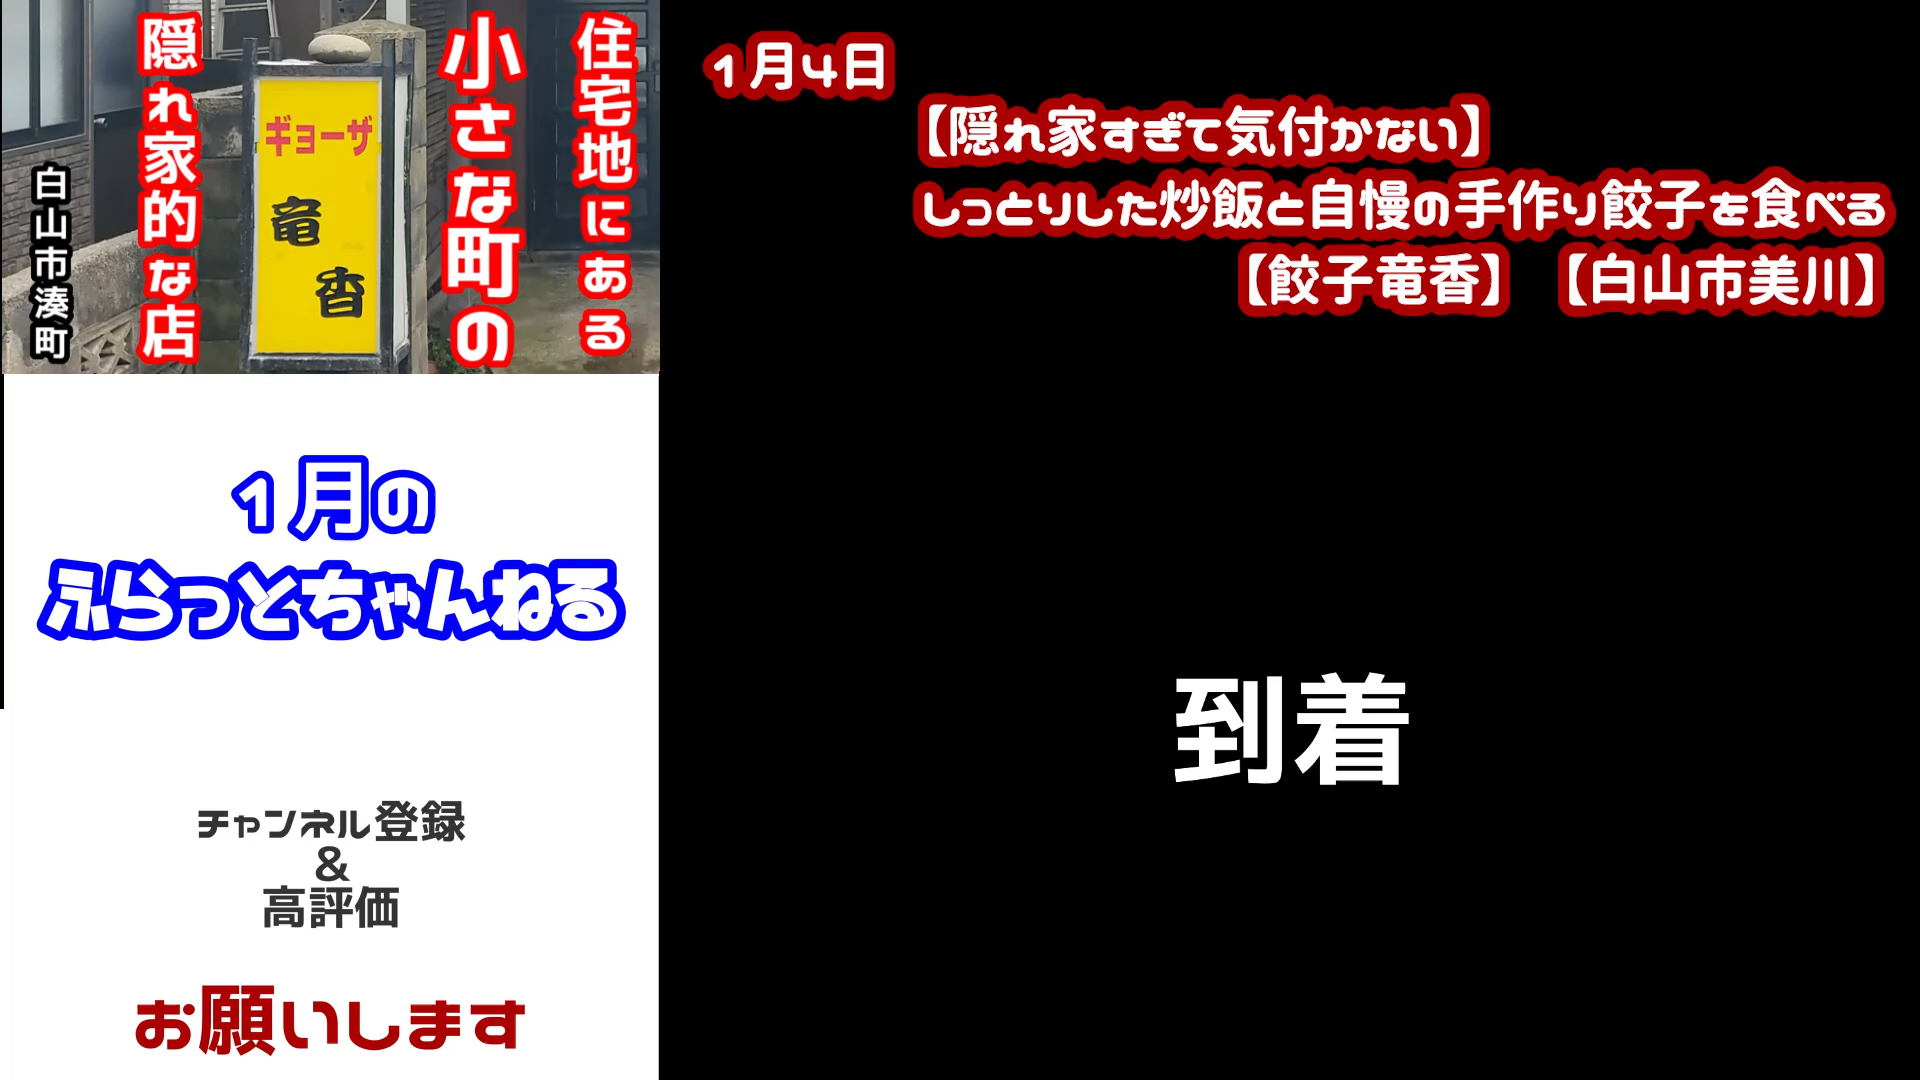 住宅地にある
小さな町の
隠れ家的な店
白山市湊町
ギョーザ
竜香
1月4日
【隠れ家すぎて気付かない】
しっとりした炒飯と自慢の手作り餃子を食べる
【餃子竜香】 【白山市美川】
1月の
ふらっとちゃんねる
到着
チャンネル登録
&
高評価
お願いします